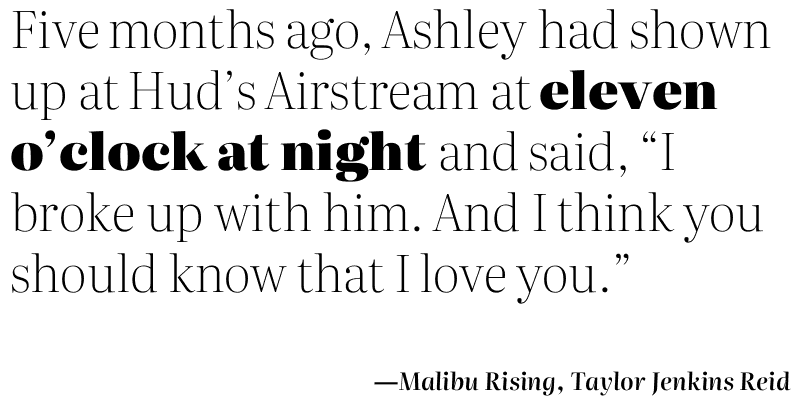 Five months ago, Ashley had shown
up at Hud’s Airstream at eleven
o’clock at night and said, “I
broke up with him. And I think you
should know that I love you.”
—Malibu Rising, Taylor Jenkins Reid